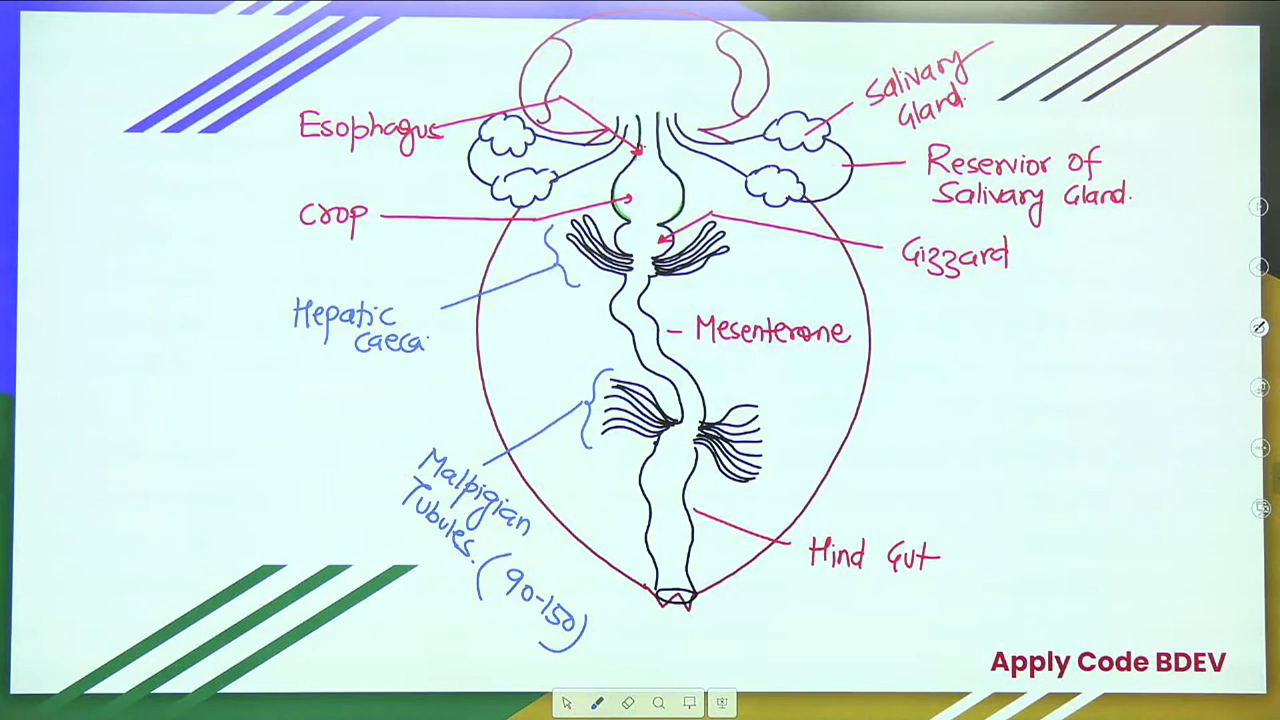 Salivary
Gland.
Esophagus
Reservior of
Salivary Gland.
Crop
Gizzard
Hepatic
caeca.
Mesenterone
Malpigian
Tubules.
(90-150)
Hind Gut
Apply Code BDEV